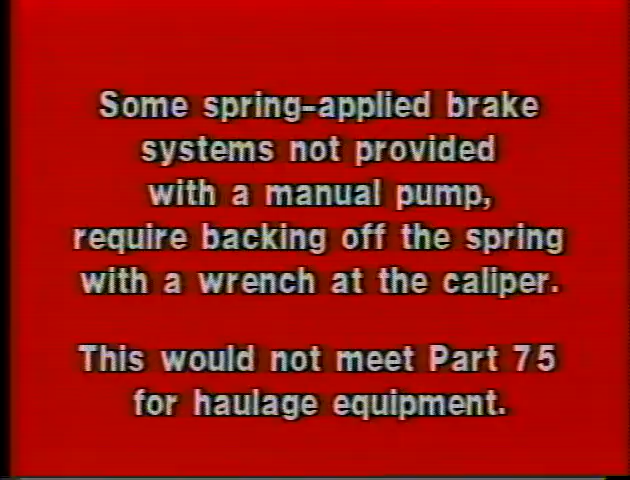 Some spring-applied brake
systems not provided
with a manual pump,
require backing off the spring
with a wrench at the caliper.
This would not meet Part 75
for haulage equipment.